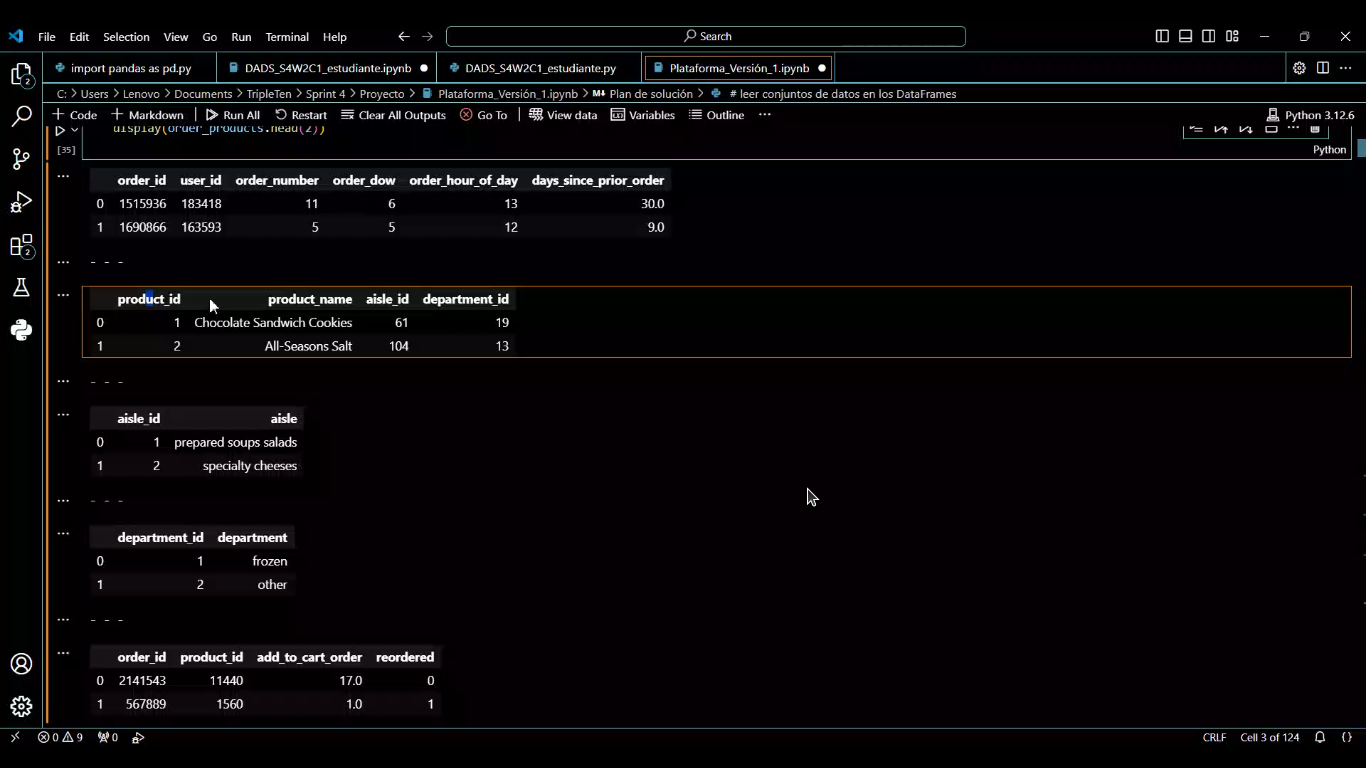 File Edit Selection View Go Run Terminal Help Search
import pandas as pd.py DADS_S4W2C1_estudiante.ipynb DADS_S4W2C1_estudiante.py Plataforma_Versión_1.ipynb
C: > Users > Lenovo > Documents > TripleTen > Sprint 4 > Proyecto > Plataforma_Versión_1.ipynb > M↓ Plan de solución > # leer conjuntos de datos en los DataFrames
+ Code + Markdown | Run All Restart Clear All Outputs Go To | View data Variables Outline ··· Python 3.12.6
display(order_products.head(2))
[35] Python
order_id user_id order_number order_dow order_hour_of_day days_since_prior_order
0 1515936 183418 11 6 13 30.0
1 1690866 163593 5 5 12 9.0
- - -
product_id product_name aisle_id department_id
0 1 Chocolate Sandwich Cookies 61 19
1 2 All-Seasons Salt 104 13
- - -
aisle_id aisle
0 1 prepared soups salads
1 2 specialty cheeses
- - -
department_id department
0 1 frozen
1 2 other
- - -
order_id product_id add_to_cart_order reordered
0 2141543 11440 17.0 0
1 567889 1560 1.0 1
0 9 0 CRLF Cell 3 of 124 {}
2
2